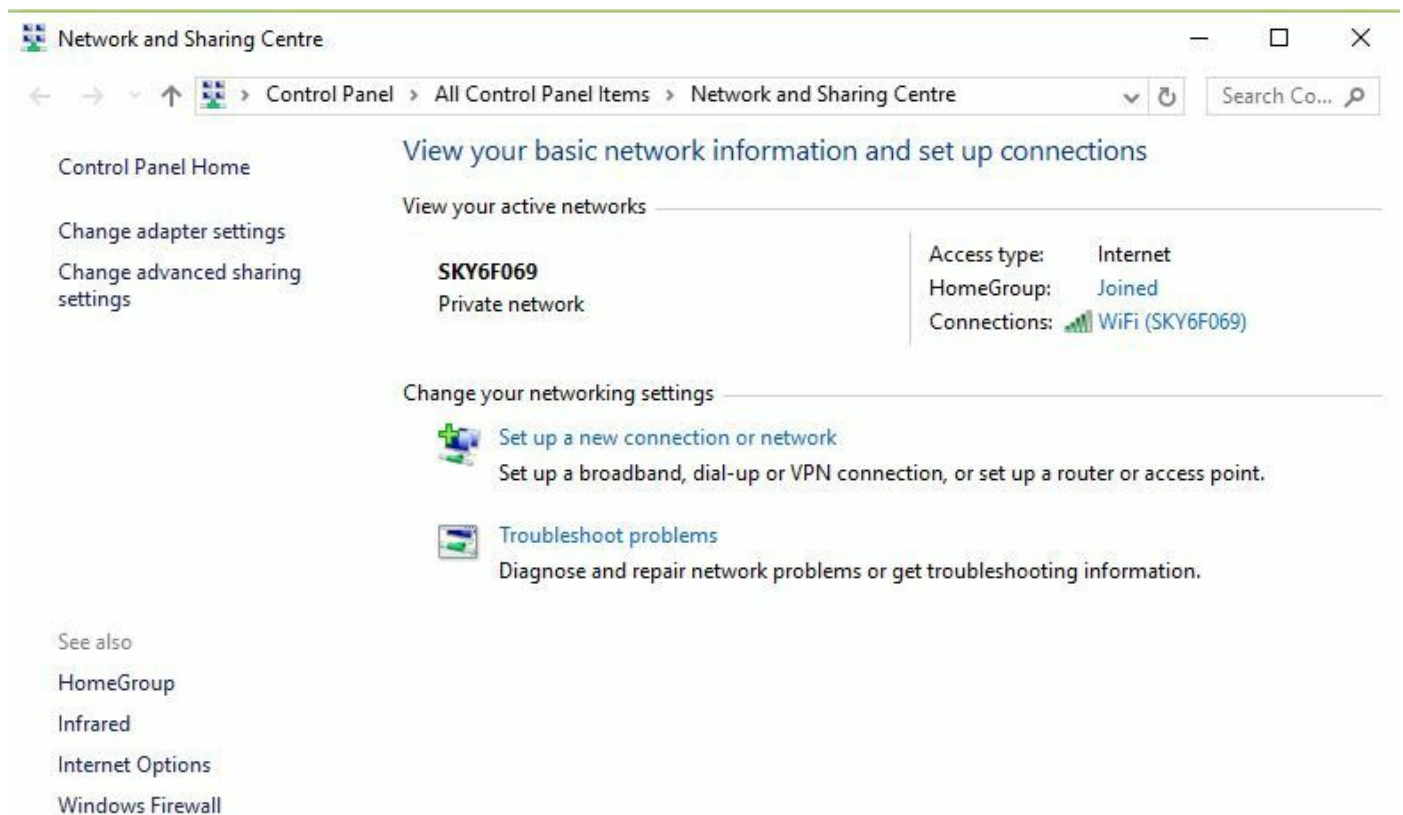 Network and Sharing Centre
Control Panel > All Control Panel Items > Network and Sharing Centre
Search Co...
Control Panel Home
Change adapter settings
Change advanced sharing
settings
View your basic network information and set up connections
View your active networks
SKY6F069
Private network
Access type: Internet
HomeGroup: Joined
Connections: WiFi (SKY6F069)
Change your networking settings
Set up a new connection or network
Set up a broadband, dial-up or VPN connection, or set up a router or access point.
Troubleshoot problems
Diagnose and repair network problems or get troubleshooting information.
See also
HomeGroup
Infrared
Internet Options
Windows Firewall